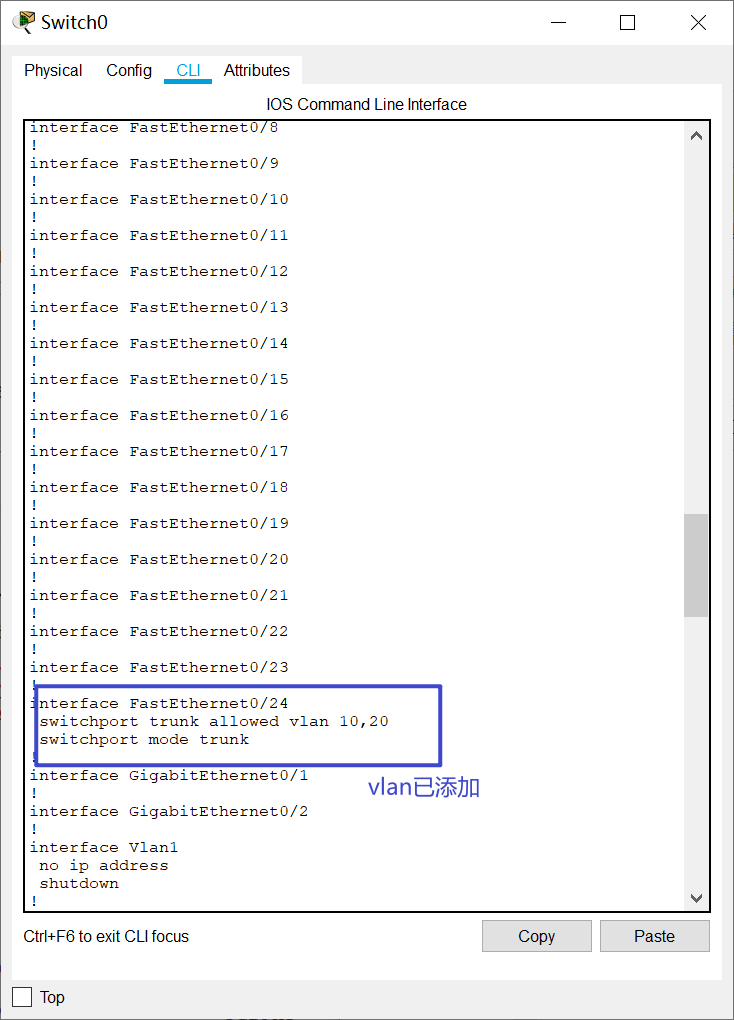 Switch0
Physical Config CLI Attributes
IOS Command Line Interface
interface FastEthernet0/8
!
interface FastEthernet0/9
!
interface FastEthernet0/10
!
interface FastEthernet0/11
!
interface FastEthernet0/12
!
interface FastEthernet0/13
!
interface FastEthernet0/14
!
interface FastEthernet0/15
!
interface FastEthernet0/16
!
interface FastEthernet0/17
!
interface FastEthernet0/18
!
interface FastEthernet0/19
!
interface FastEthernet0/20
!
interface FastEthernet0/21
!
interface FastEthernet0/22
!
interface FastEthernet0/23
!
interface FastEthernet0/24
switchport trunk allowed vlan 10,20
switchport mode trunk
!
interface GigabitEthernet0/1
vlan已添加
!
interface GigabitEthernet0/2
!
interface Vlan1
no ip address
shutdown
!
Ctrl+F6 to exit CLI focus
Copy Paste
Top